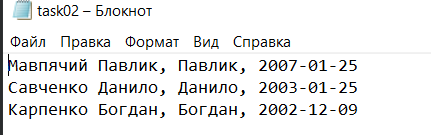 task02 – Блокнот
Файл Правка Формат Вид Справка
Мавпячий Павлик, Павлик, 2007-01-25
Савченко Данило, Данило, 2003-01-25
Карпенко Богдан, Богдан, 2002-12-09